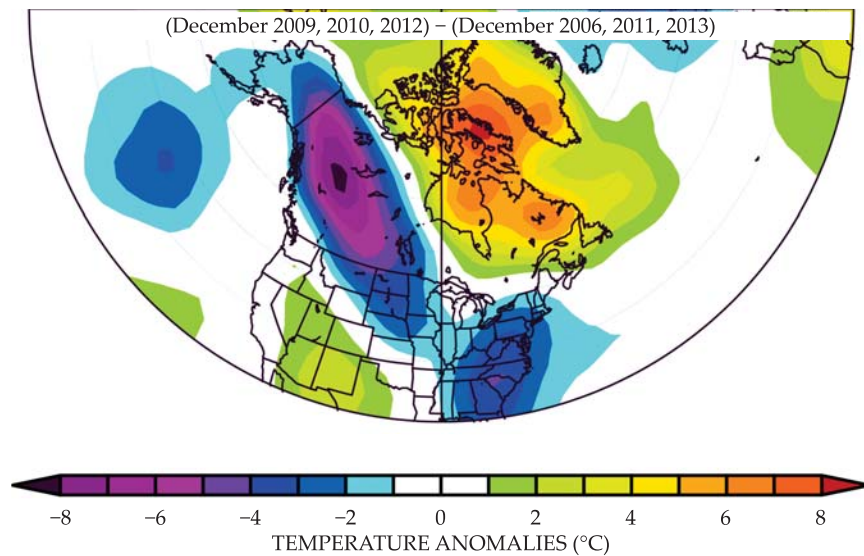 (December 2009, 2010, 2012) − (December 2006, 2011, 2013)
−8 −6 −4 −2 0 2 4 6 8
TEMPERATURE ANOMALIES (°C)